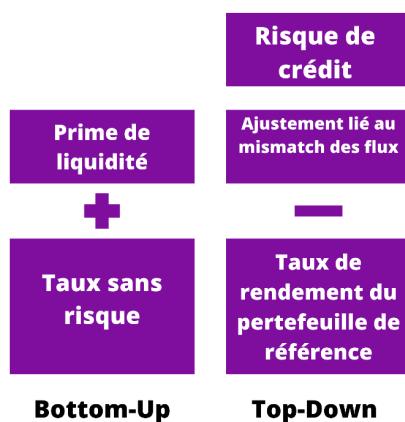 Risque de
crédit
Prime de
liquidité
Ajustement lié au
mismatch des flux
+
−
Taux sans
risque
Taux de
rendement du
pertefeuille de
référence
Bottom-Up
Top-Down